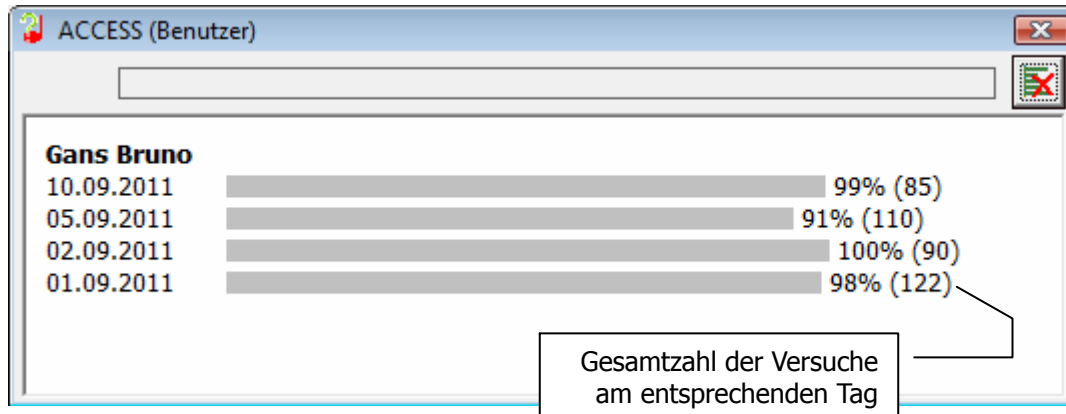 ACCESS (Benutzer)
Gans Bruno
10.09.2011 99% (85)
05.09.2011 91% (110)
02.09.2011 100% (90)
01.09.2011 98% (122)
Gesamtzahl der Versuche
am entsprechenden Tag